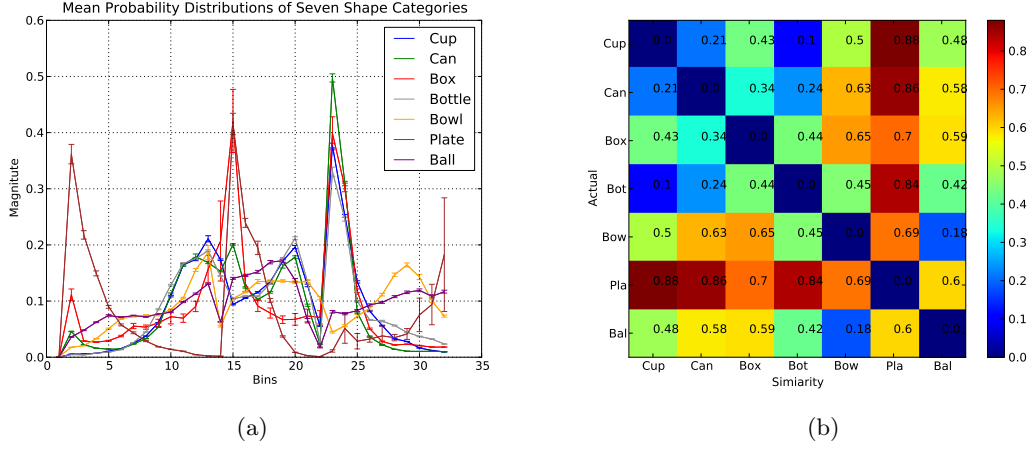 Mean Probability Distributions of Seven Shape Categories
Magnitute
0.6
0.5
0.4
0.3
0.2
0.1
0.0
0 5 10 15 20 25 30 35
Bins
Cup
Can
Box
Bottle
Bowl
Plate
Ball
(a)
Actual
Cup 0.0 0.21 0.43 0.1 0.5 0.88 0.48
Can 0.21 0.0 0.34 0.24 0.63 0.86 0.58
Box 0.43 0.34 0.0 0.44 0.65 0.7 0.59
Bot 0.1 0.24 0.44 0.0 0.45 0.84 0.42
Bow 0.5 0.63 0.65 0.45 0.0 0.69 0.18
Pla 0.88 0.86 0.7 0.84 0.69 0.0 0.6
Bal 0.48 0.58 0.59 0.42 0.18 0.6 0.0
Cup Can Box Bot Bow Pla Bal
Simiarity
0.8
0.7
0.6
0.5
0.4
0.3
0.2
0.1
0.0
(b)